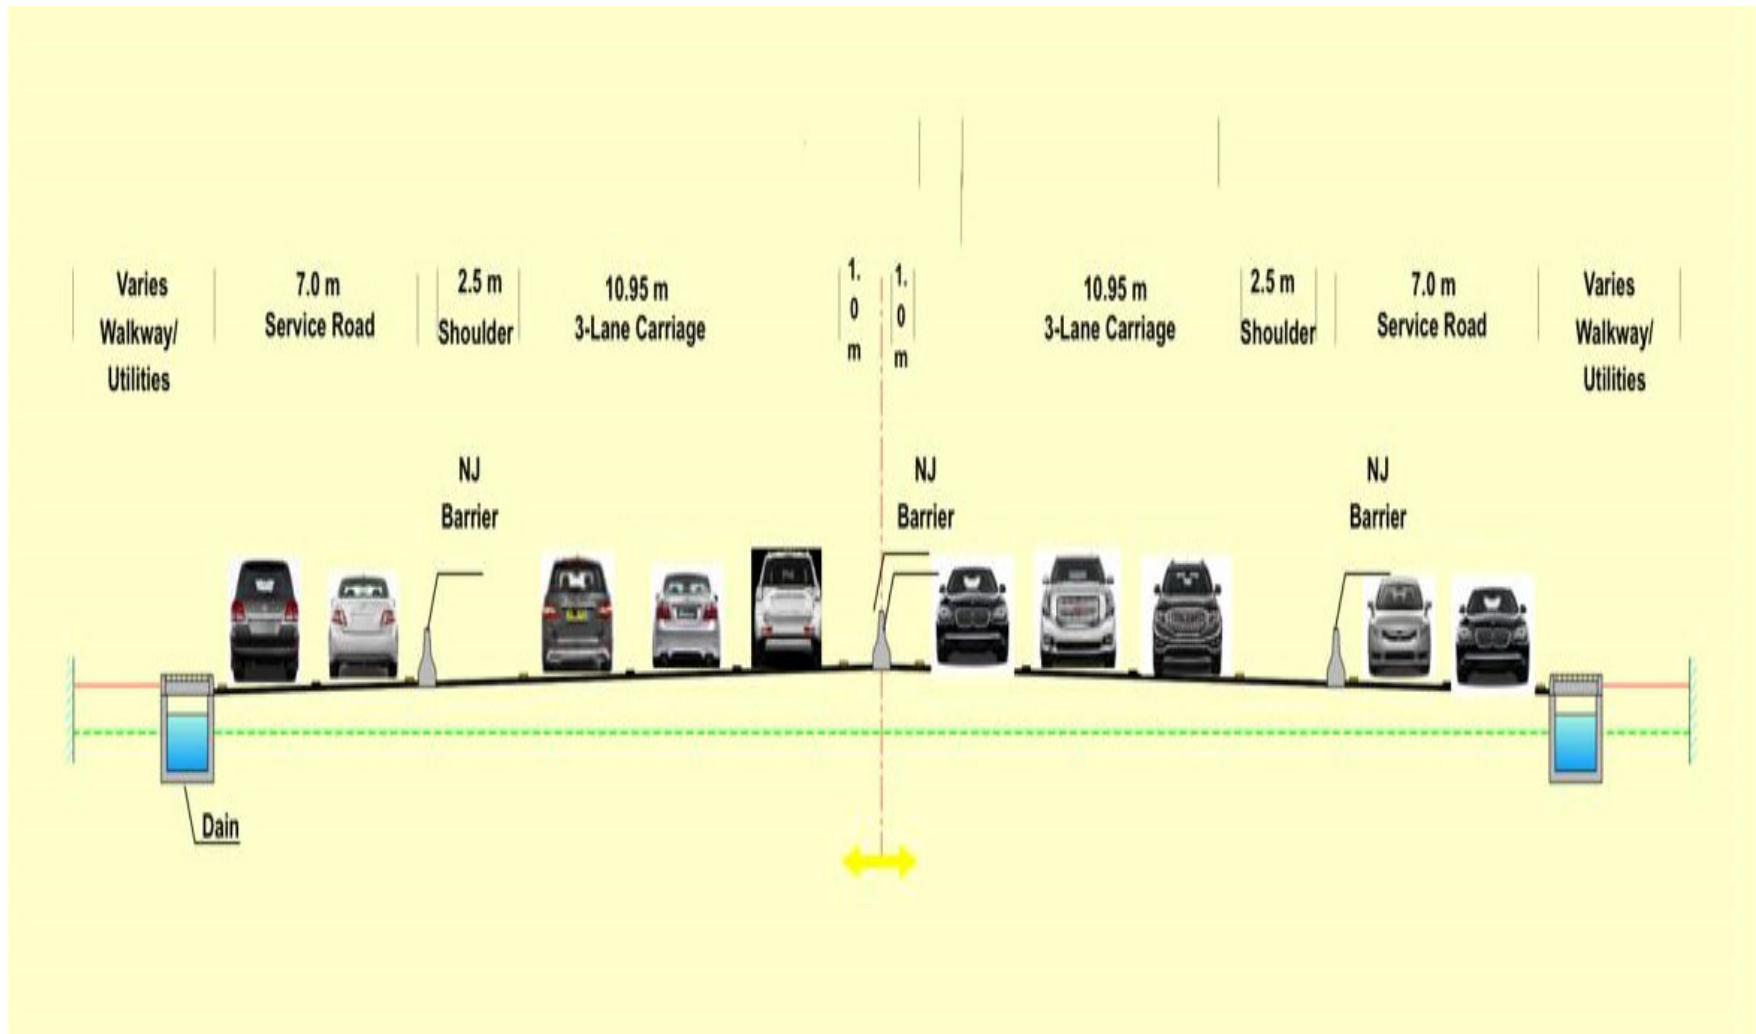 Varies
Walkway/
Utilities
7.0 m
Service Road
2.5 m
Shoulder
10.95 m
3-Lane Carriage
1.
0
m
1.
0
m
10.95 m
3-Lane Carriage
2.5 m
Shoulder
7.0 m
Service Road
Varies
Walkway/
Utilities
NJ
Barrier
NJ
Barrier
NJ
Barrier
Dain